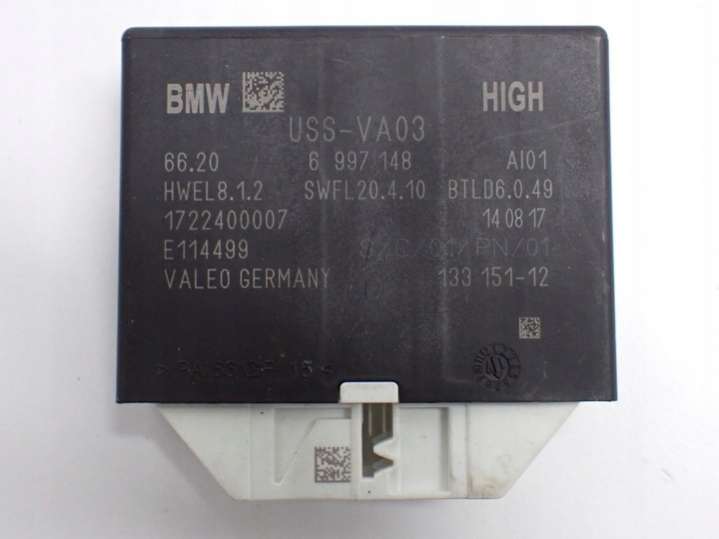 BMW HIGH
USS-VA03
66.20 6 997 148 AI01
HWEL8.1.2 SWFL20.4.10 BTLD6.0.49
1722400007 14 08 17
E114499
VALEO GERMANY 133 151-12